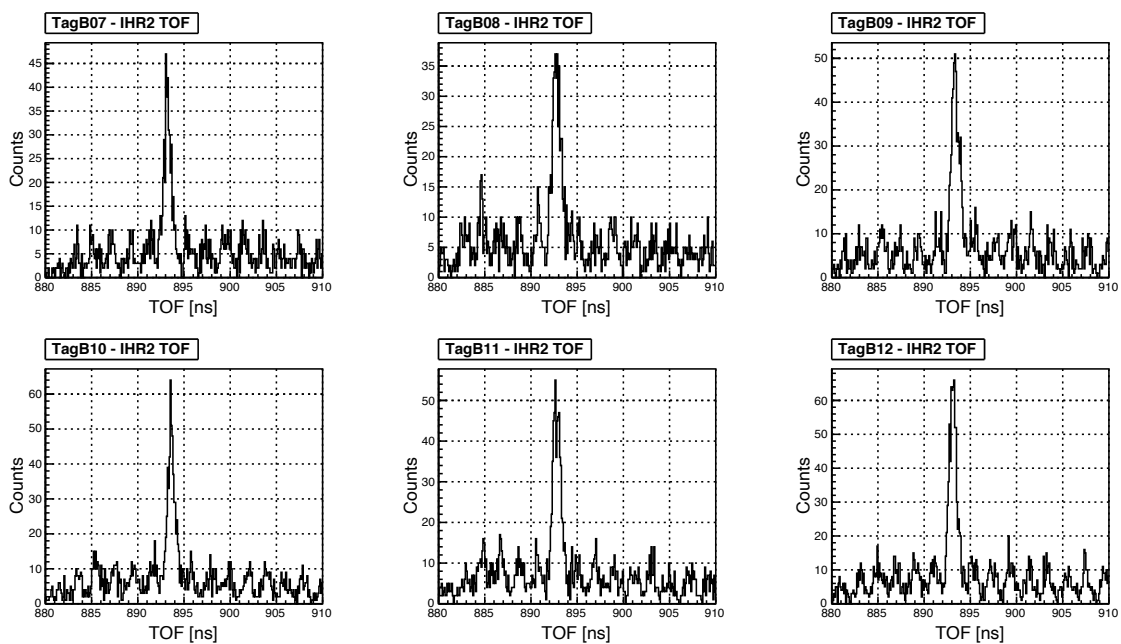 TagB07 - IHR2 TOF
Counts
45
40
35
30
25
20
15
10
5
0
880 885 890 895 900 905 910
TOF [ns]
TagB08 - IHR2 TOF
Counts
35
30
25
20
15
10
5
0
880 885 890 895 900 905 910
TOF [ns]
TagB09 - IHR2 TOF
Counts
50
40
30
20
10
0
880 885 890 895 900 905 910
TOF [ns]
TagB10 - IHR2 TOF
Counts
60
50
40
30
20
10
0
880 885 890 895 900 905 910
TOF [ns]
TagB11 - IHR2 TOF
Counts
50
40
30
20
10
0
880 885 890 895 900 905 910
TOF [ns]
TagB12 - IHR2 TOF
Counts
60
50
40
30
20
10
0
880 885 890 895 900 905 910
TOF [ns]